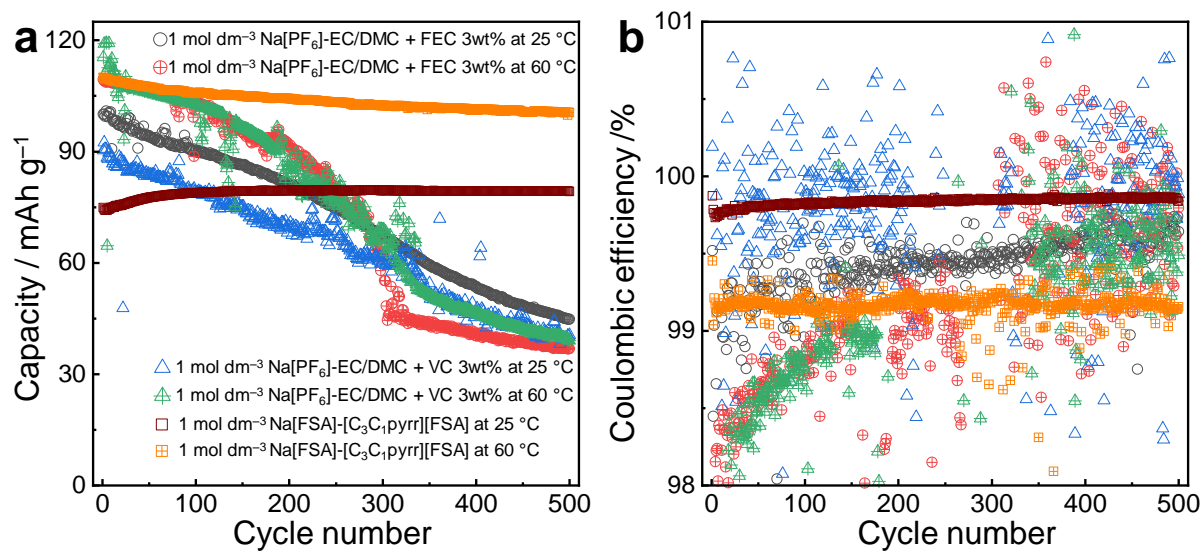 a
120
90
60
30
0
Capacity / mAh g⁻¹
1 mol dm⁻³ Na[PF₆]-EC/DMC + FEC 3wt% at 25 °C
1 mol dm⁻³ Na[PF₆]-EC/DMC + FEC 3wt% at 60 °C
1 mol dm⁻³ Na[PF₆]-EC/DMC + VC 3wt% at 25 °C
1 mol dm⁻³ Na[PF₆]-EC/DMC + VC 3wt% at 60 °C
1 mol dm⁻³ Na[FSA]-[C₃C₁pyrr][FSA] at 25 °C
1 mol dm⁻³ Na[FSA]-[C₃C₁pyrr][FSA] at 60 °C
0 100 200 300 400 500
Cycle number
b
101
100
99
98
Coulombic efficiency /%
0 100 200 300 400 500
Cycle number